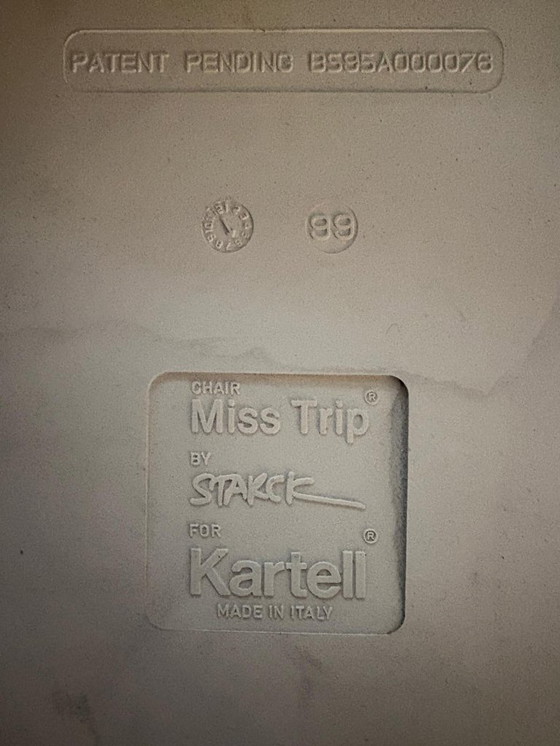 PATENT PENDING BS95A000076
99
CHAIR
Miss Trip®
BY
STARCK
FOR
Kartell®
MADE IN ITALY